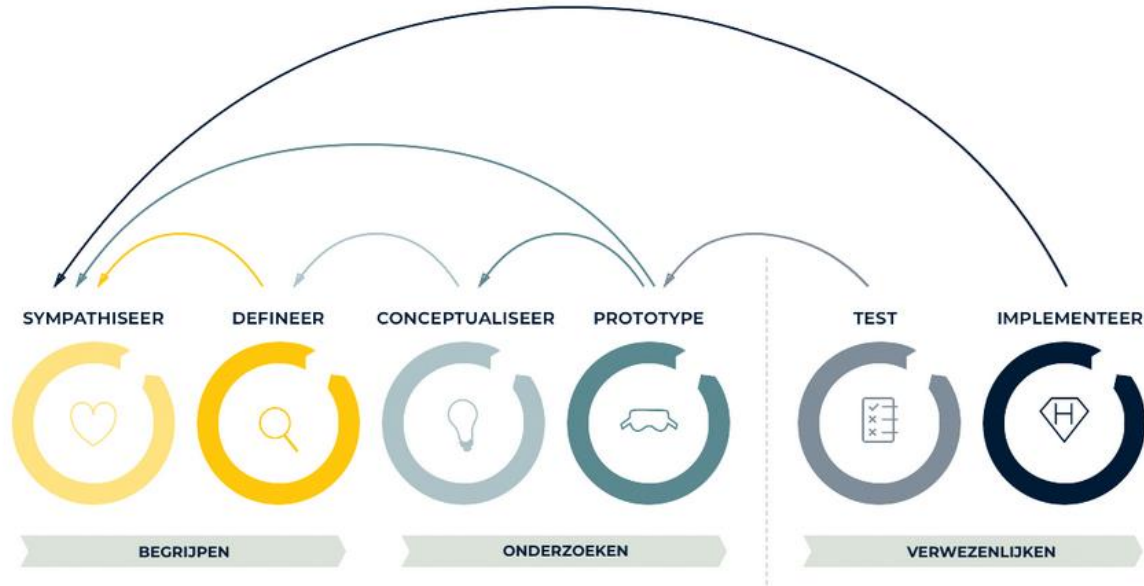 SYMPATHISEER
DEFINEER
CONCEPTUALISEER
PROTOTYPE
TEST
IMPLEMENTEER
H
BEGRIJPEN
ONDERZOEKEN
VERWEZENLIJKEN